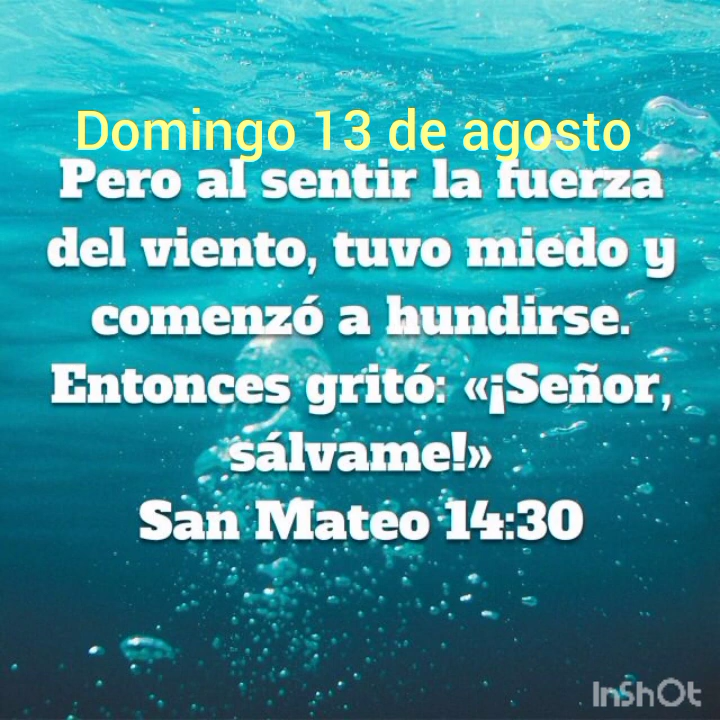 Domingo 13 de agosto
Pero al sentir la fuerza
del viento, tuvo miedo y
comenzó a hundirse.
Entonces gritó: «¡Señor,
sálvame!»
San Mateo 14:30
InShOt